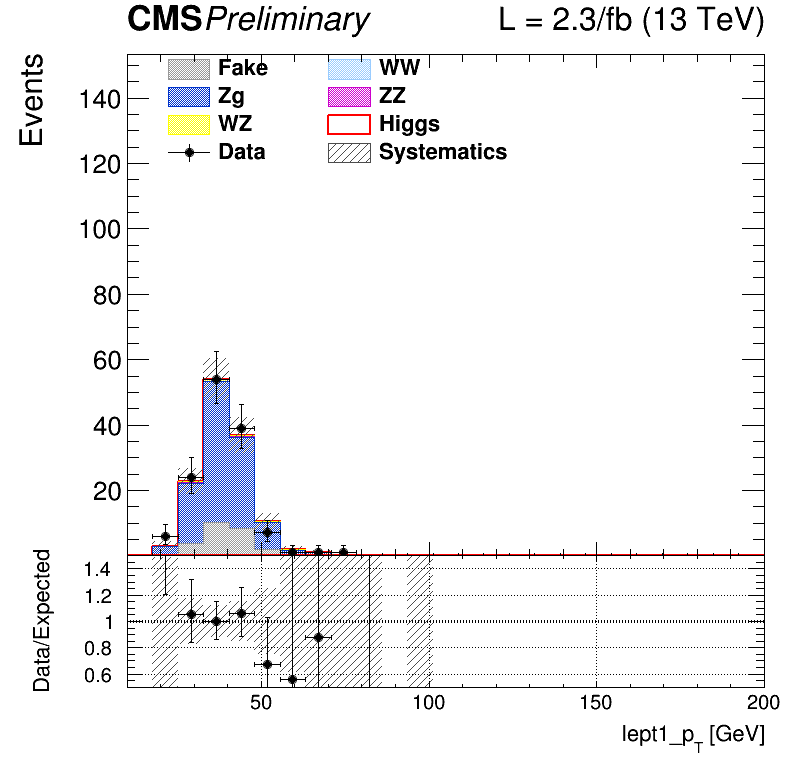 CMS Preliminary L = 2.3/fb (13 TeV)
Events
Fake WW
Zg ZZ
WZ Higgs
Data Systematics
140
120
100
80
60
40
20
Data/Expected
1.4
1.2
1
0.8
0.6
50 100 150 200
lept1_pT [GeV]